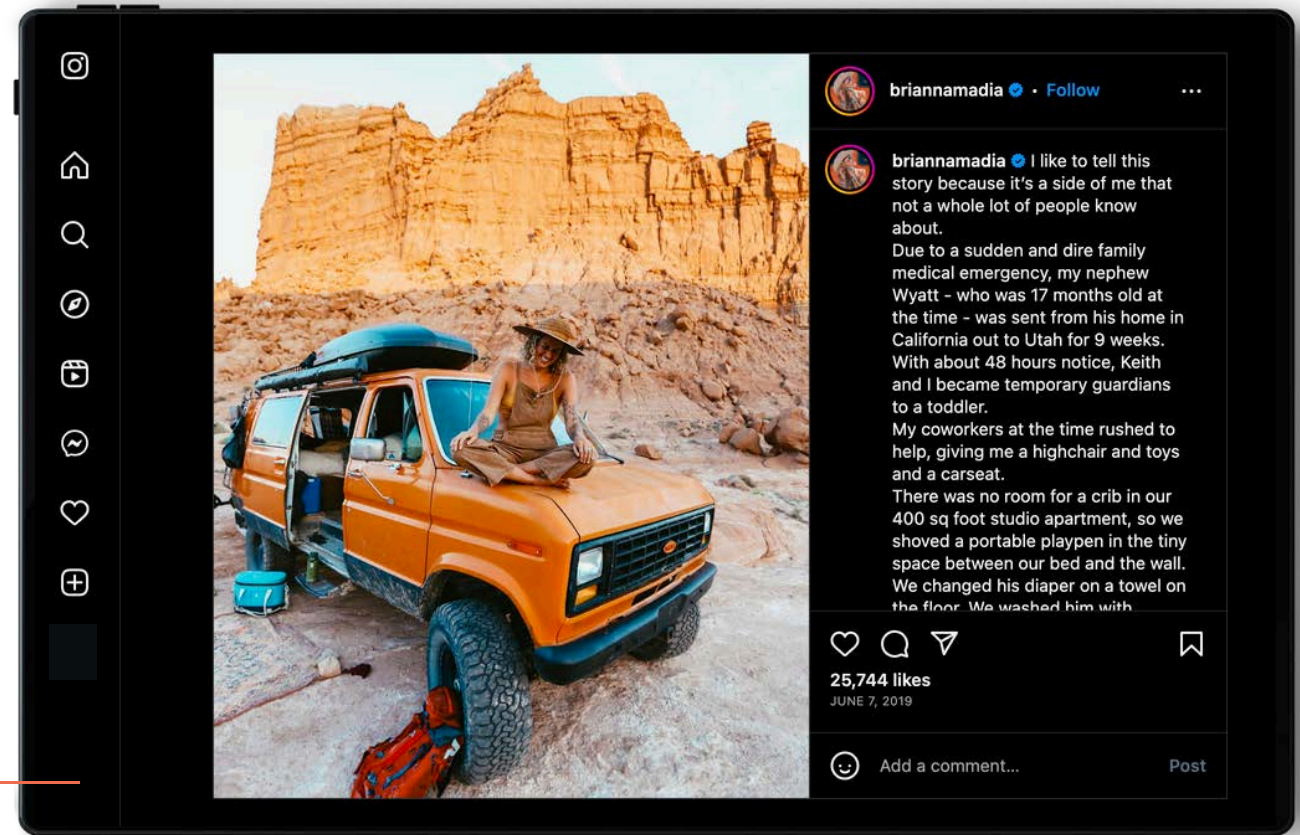 briannamadia • Follow
briannamadia I like to tell this
story because it's a side of me that
not a whole lot of people know
about.
Due to a sudden and dire family
medical emergency, my nephew
Wyatt - who was 17 months old at
the time - was sent from his home in
California out to Utah for 9 weeks.
With about 48 hours notice, Keith
and I became temporary guardians
to a toddler.
My coworkers at the time rushed to
help, giving me a highchair and toys
and a carseat.
There was no room for a crib in our
400 sq foot studio apartment, so we
shoved a portable playpen in the tiny
space between our bed and the wall.
We changed his diaper on a towel on
the floor. We washed him with
25,744 likes
JUNE 7, 2019
Add a comment... Post